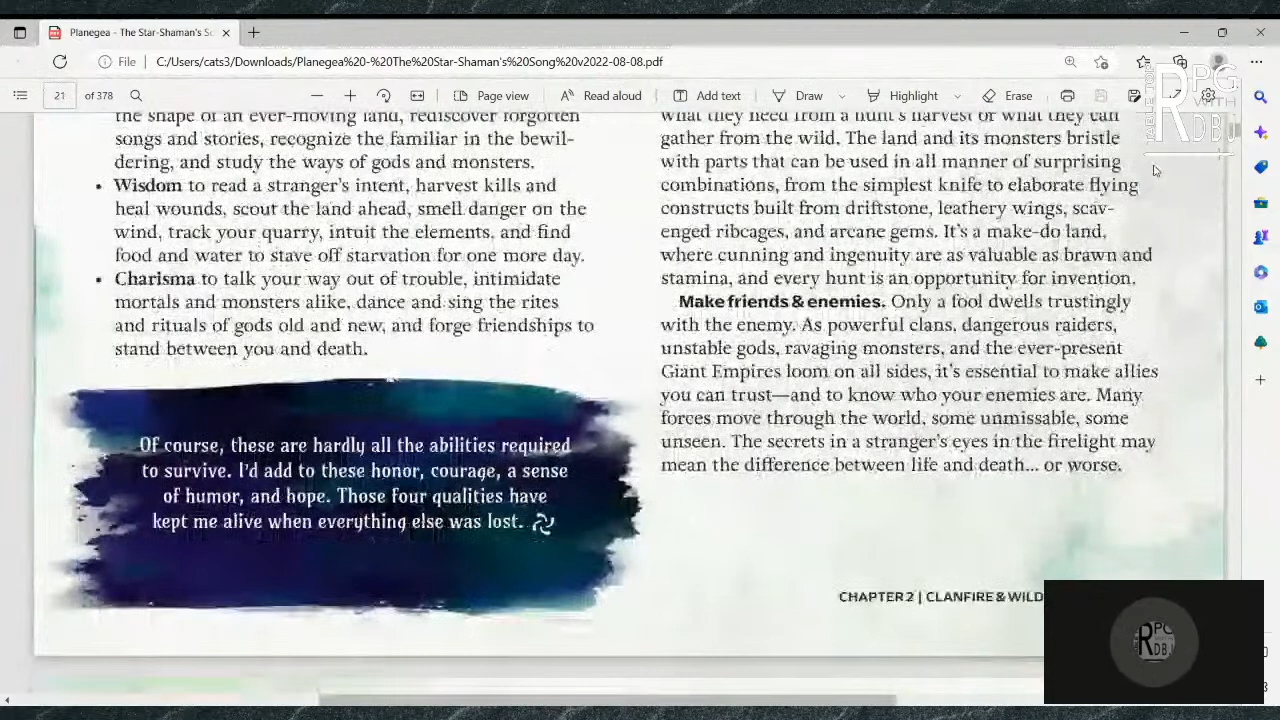 Planegea - The Star-Shaman's So
File
C:/Users/cats3/Downloads/Planegea%20-%20The%20Star-Shaman's%20Song%20v2022-08-08.pdf
21
of 378
Page view
Read aloud
Add text
Draw
Highlight
Erase
TABLE TOP
RPG
WITH
RDBJ
the shape of an ever-moving land, rediscover forgotten
songs and stories, recognize the familiar in the bewil-
dering, and study the ways of gods and monsters.
• Wisdom to read a stranger's intent, harvest kills and
heal wounds, scout the land ahead, smell danger on the
wind, track your quarry, intuit the elements, and find
food and water to stave off starvation for one more day.
• Charisma to talk your way out of trouble, intimidate
mortals and monsters alike, dance and sing the rites
and rituals of gods old and new, and forge friendships to
stand between you and death.
Of course, these are hardly all the abilities required
to survive. I'd add to these honor, courage, a sense
of humor, and hope. Those four qualities have
kept me alive when everything else was lost.
what they need from a hunt's harvest or what they can
gather from the wild. The land and its monsters bristle
with parts that can be used in all manner of surprising
combinations, from the simplest knife to elaborate flying
constructs built from driftstone, leathery wings, scav-
enged ribcages, and arcane gems. It's a make-do land,
where cunning and ingenuity are as valuable as brawn and
stamina, and every hunt is an opportunity for invention.
Make friends & enemies. Only a fool dwells trustingly
with the enemy. As powerful clans, dangerous raiders,
unstable gods, ravaging monsters, and the ever-present
Giant Empires loom on all sides, it's essential to make allies
you can trust—and to know who your enemies are. Many
forces move through the world, some unmissable, some
unseen. The secrets in a stranger's eyes in the firelight may
mean the difference between life and death... or worse.
CHAPTER 2 | CLANFIRE & WILD
RPG
RDBJ